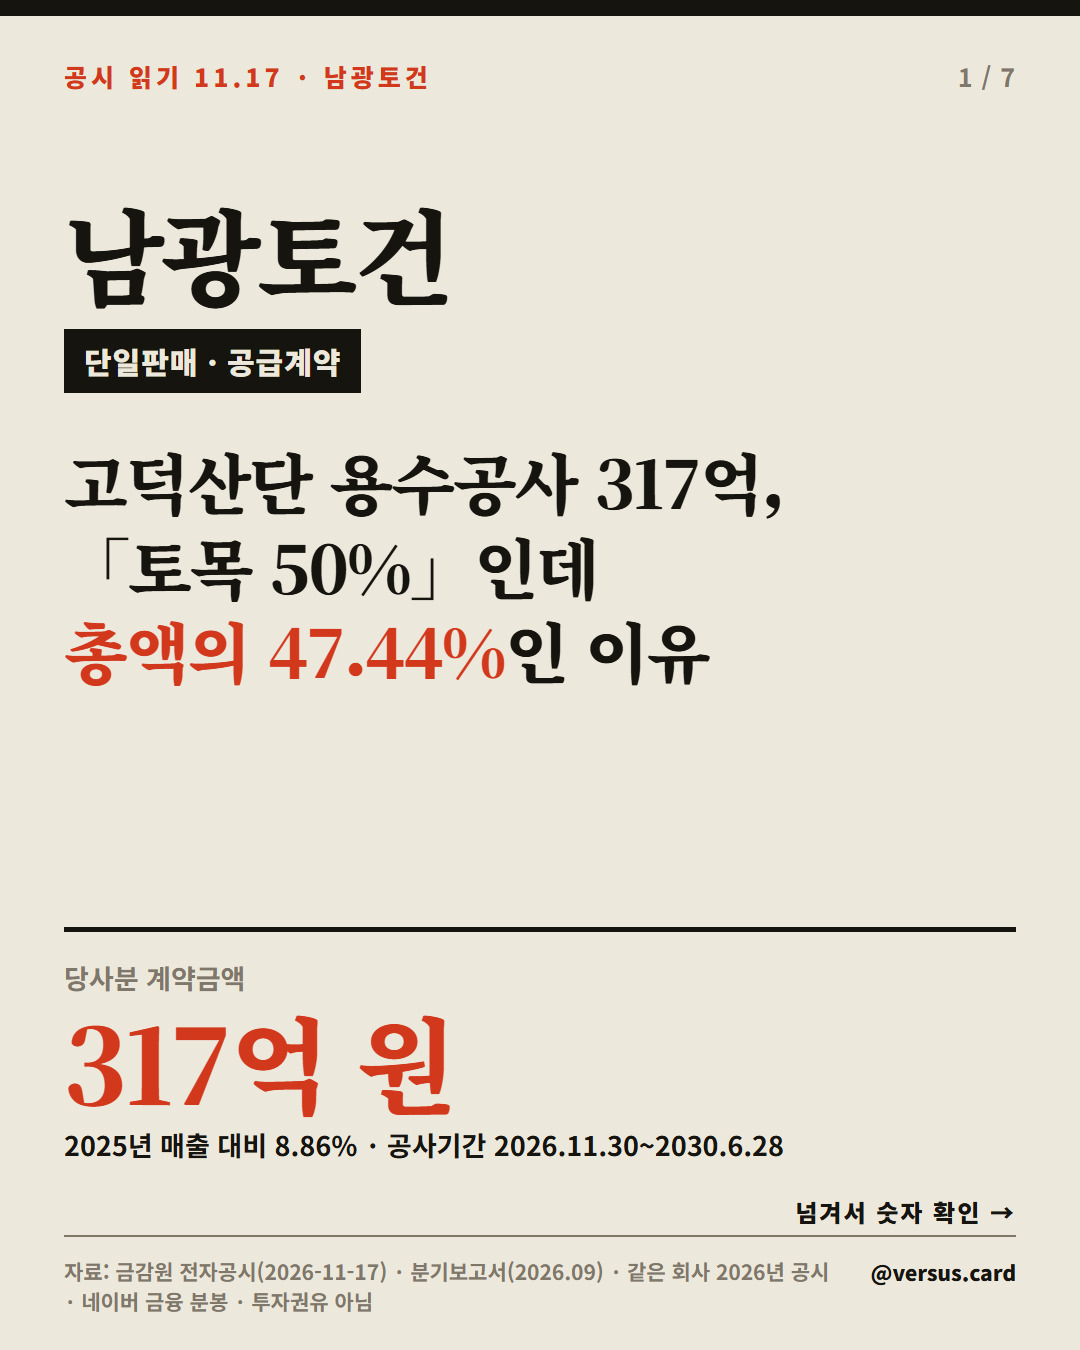 공시 읽기 11.17 · 남광토건
1 / 7
남광토건
단일판매 · 공급계약
고덕산단 용수공사 317억,
「토목 50%」인데
총액의 47.44%인 이유
당사분 계약금액
317억 원
2025년 매출 대비 8.86% · 공사기간 2026.11.30~2030.6.28
넘겨서 숫자 확인 →
자료: 금감원 전자공시(2026-11-17) · 분기보고서(2026.09) · 같은 회사 2026년 공시
· 네이버 금융 분봉 · 투자권유 아님
@versus.card